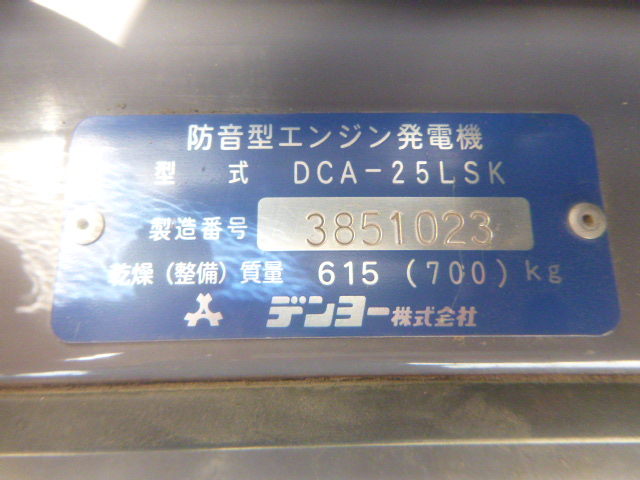 防音型エンジン発電機
型式 DCA-25LSK
製造番号 3851023
乾燥(整備)質量 615(700)kg
デンヨー株式会社